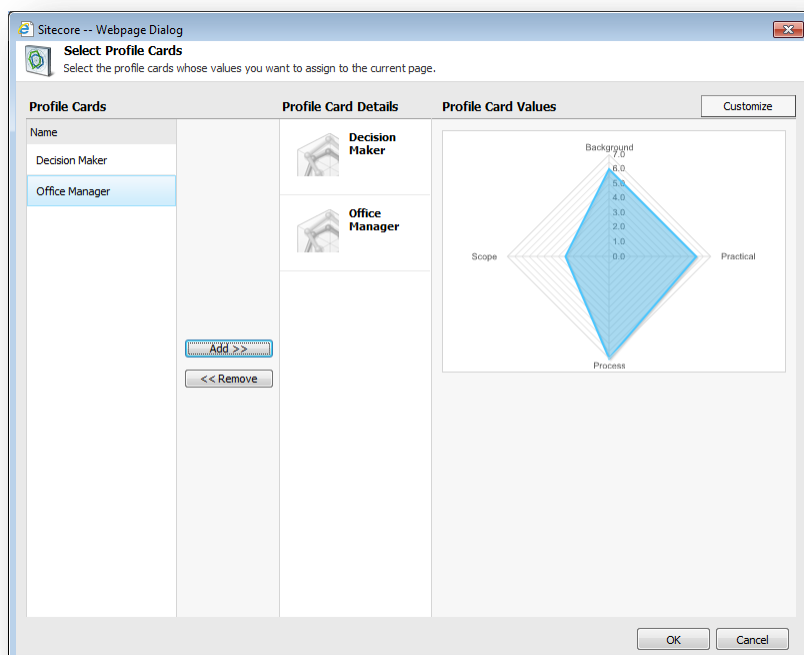 Sitecore -- Webpage Dialog
Select Profile Cards
Select the profile cards whose values you want to assign to the current page.
Profile Cards
Name
Decision Maker
Office Manager
Add >>
<< Remove
Profile Card Details
Decision
Maker
Office
Manager
Profile Card Values
Customize
Background
7.0
6.0
5.0
4.0
3.0
2.0
1.0
0.0
Scope
Practical
Process
OK
Cancel